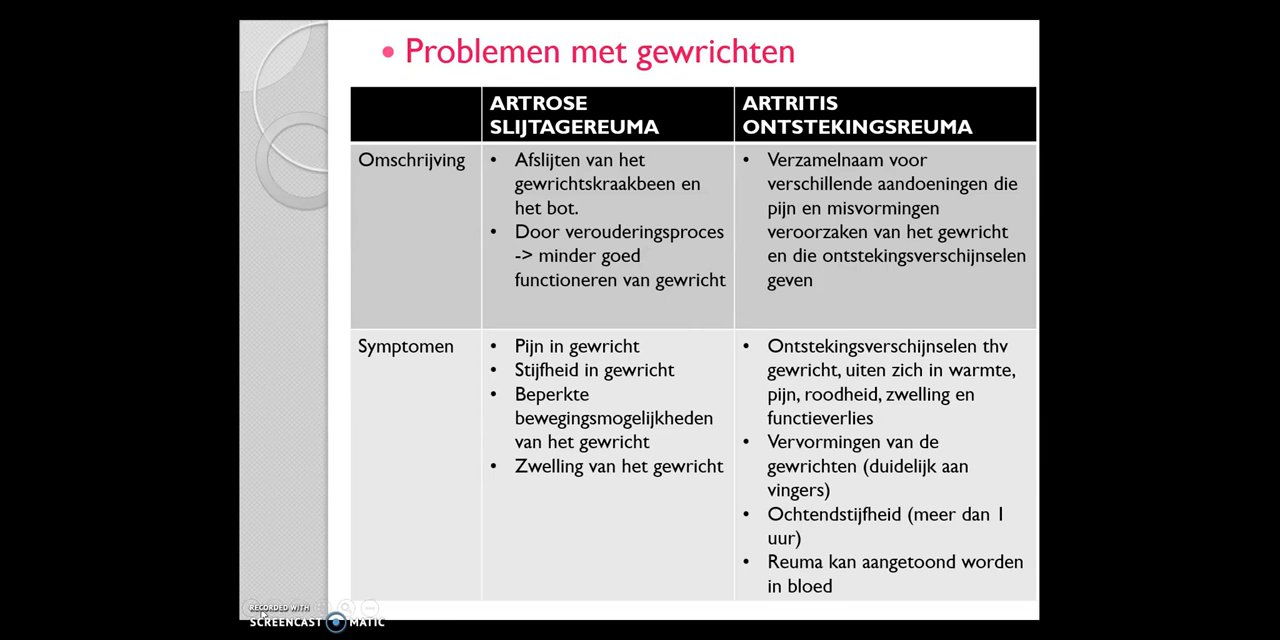 • Problemen met gewrichten
ARTROSE
SLIJTAGEREUMA
ARTRITIS
ONTSTEKINGSREUMA
Omschrijving
• Afslijten van het
gewrichtskraakbeen en
het bot.
• Door verouderingsproces
-> minder goed
functioneren van gewricht
• Verzamelnaam voor
verschillende aandoeningen die
pijn en misvormingen
veroorzaken van het gewricht
en die ontstekingsverschijnselen
geven
Symptomen
• Pijn in gewricht
• Stijfheid in gewricht
• Beperkte
bewegingsmogelijkheden
van het gewricht
• Zwelling van het gewricht
• Ontstekingsverschijnselen thv
gewricht, uiten zich in warmte,
pijn, roodheid, zwelling en
functieverlies
• Vervormingen van de
gewrichten (duidelijk aan
vingers)
• Ochtendstijfheid (meer dan 1
uur)
• Reuma kan aangetoond worden
in bloed
RECORDED WITH
SCREENCAST MATIC